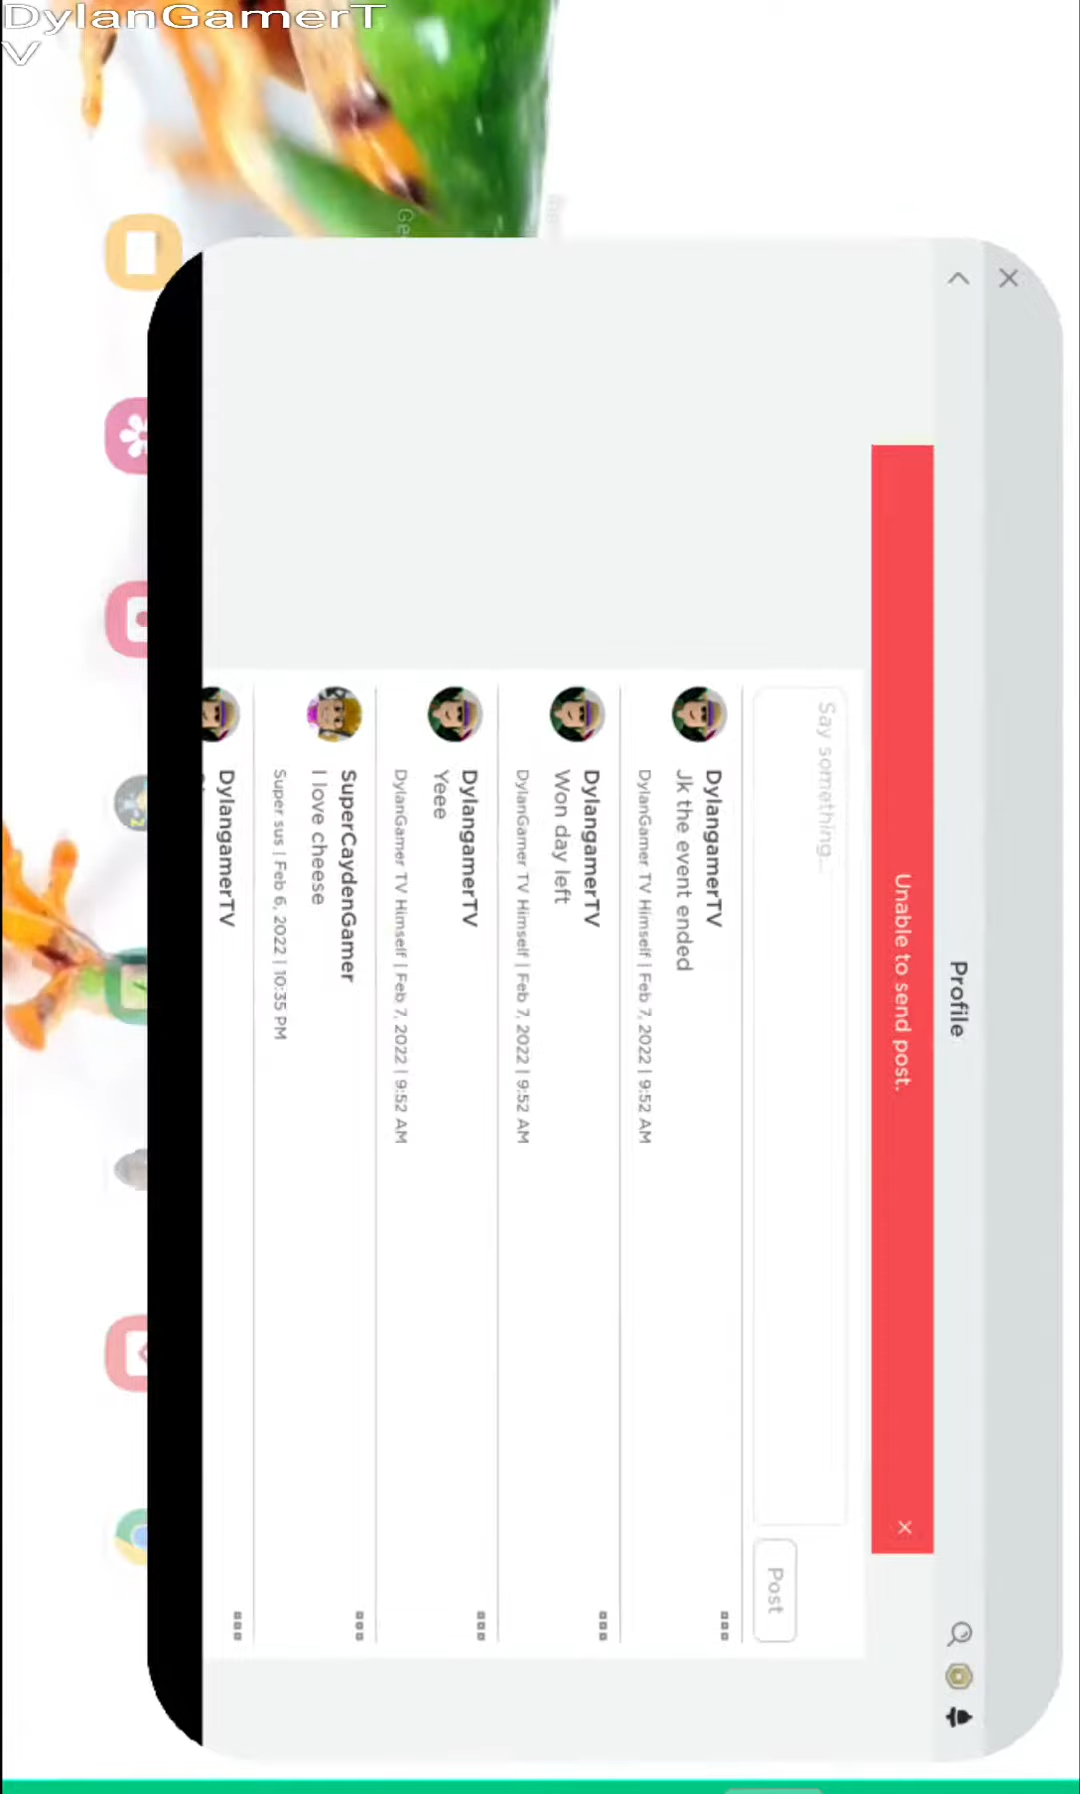 DylanGamerT
V
Profile
Unable to send post.
Say something...
Post
DylangamerTV
Jk the event ended
DylanGamer TV Himself | Feb 7, 2022 | 9:52 AM
DylangamerTV
Won day left
DylanGamer TV Himself | Feb 7, 2022 | 9:52 AM
DylangamerTV
Yeee
DylanGamer TV Himself | Feb 7, 2022 | 9:52 AM
SuperCaydenGamer
I love cheese
Super sus | Feb 6, 2022 | 10:35 PM
DylangamerTV